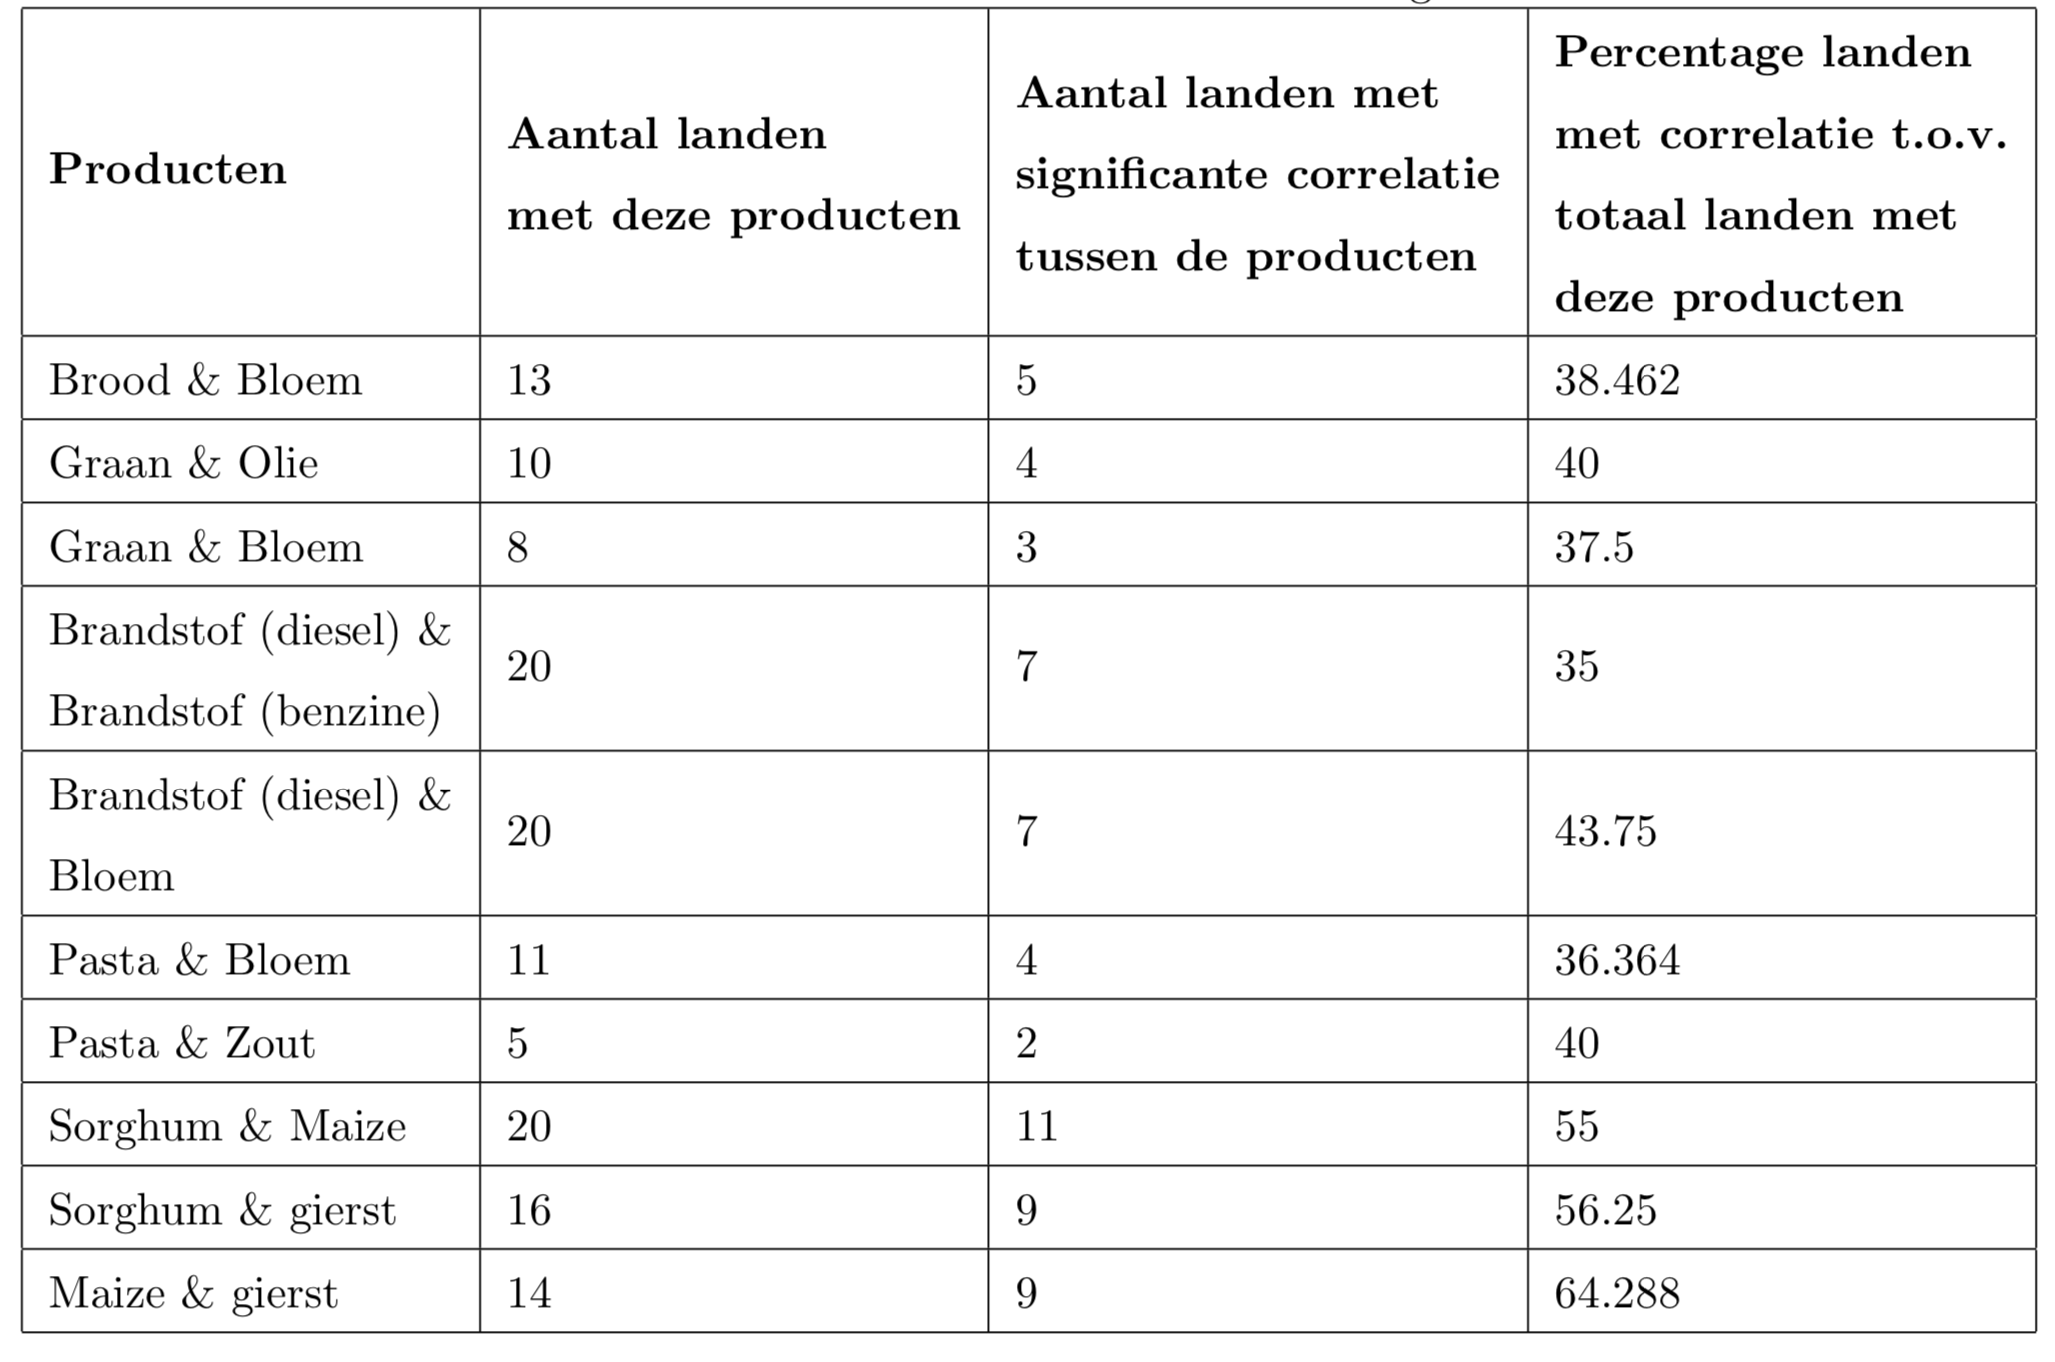 Producten
Aantal landen
met deze producten
Aantal landen met
significante correlatie
tussen de producten
Percentage landen
met correlatie t.o.v.
totaal landen met
deze producten
Brood & Bloem 13 5 38.462
Graan & Olie 10 4 40
Graan & Bloem 8 3 37.5
Brandstof (diesel) &
Brandstof (benzine) 20 7 35
Brandstof (diesel) &
Bloem 20 7 43.75
Pasta & Bloem 11 4 36.364
Pasta & Zout 5 2 40
Sorghum & Maize 20 11 55
Sorghum & gierst 16 9 56.25
Maize & gierst 14 9 64.288